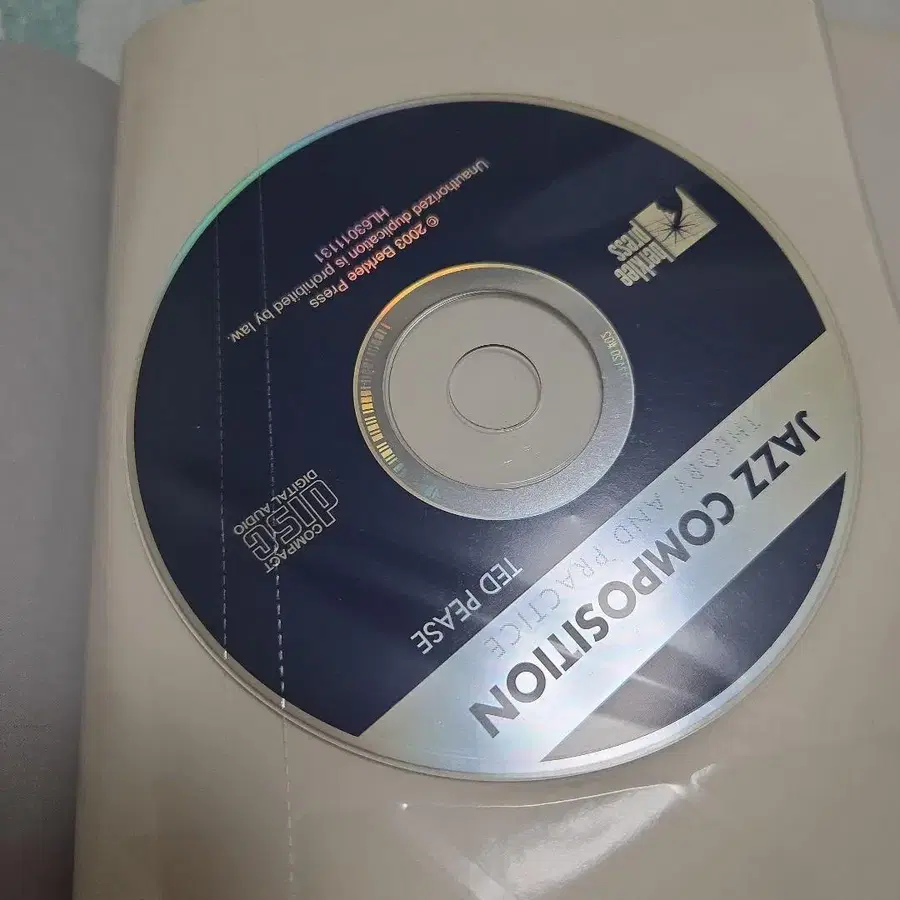 JAZZ COMPOSITION
THEORY AND PRACTICE
TED PEASE
berklee
press
COMPACT
disc
DIGITAL AUDIO
HL63011131
© 2003 Berklee Press
Unauthorized duplication is prohibited by law.